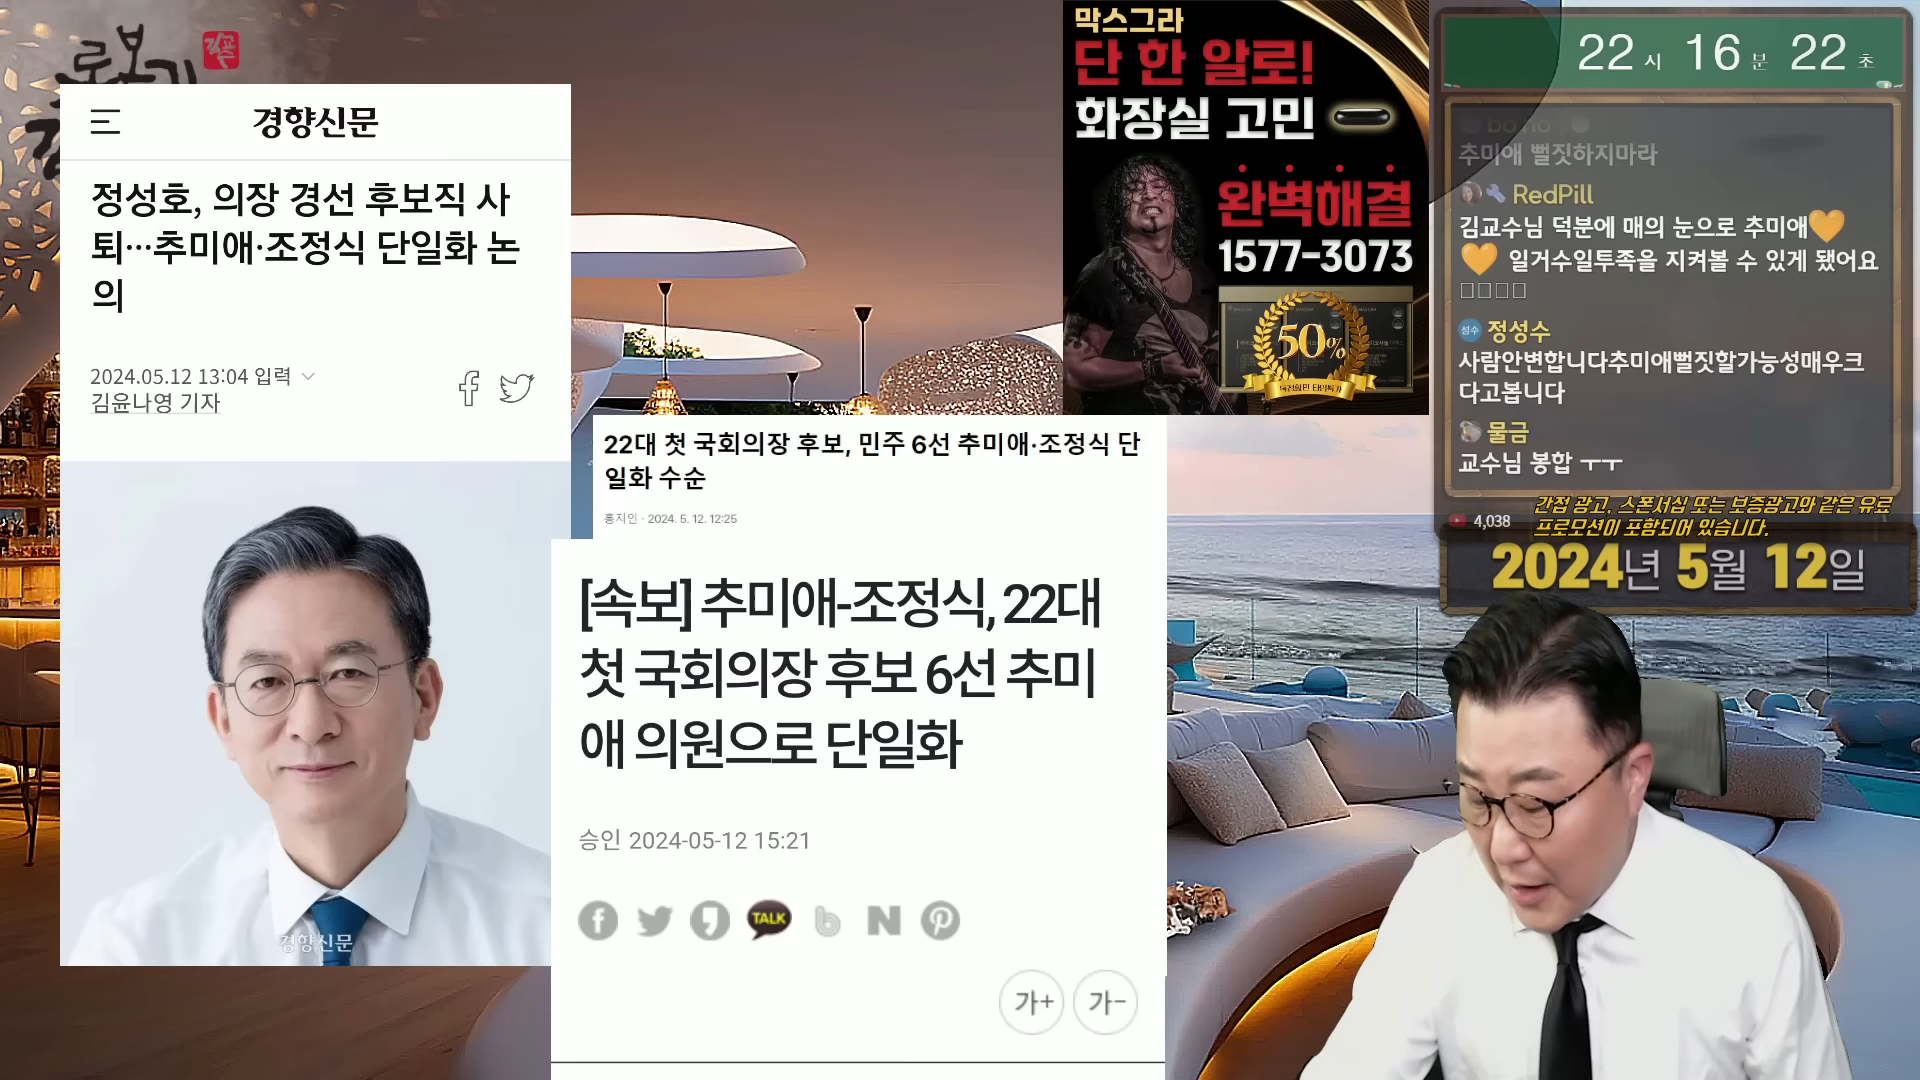 경향신문
정성호, 의장 경선 후보직 사
퇴…추미애·조정식 단일화 논
의
2024.05.12 13:04 입력
김윤나영 기자
경향신문
22대 첫 국회의장 후보, 민주 6선 추미애·조정식 단
일화 수순
홍지인 · 2024. 5. 12. 12:25
[속보] 추미애-조정식, 22대
첫 국회의장 후보 6선 추미
애 의원으로 단일화
승인 2024-05-12 15:21
TALK
가+ 가-
막스그라
단 한 알로!
화장실 고민
완벽해결
1577-3073
50%
22시 16분 22초
추미애 뻘짓하지마라
RedPill
김교수님 덕분에 매의 눈으로 추미애🧡
🧡 일거수일투족을 지켜볼 수 있게 됐어요
□□□□
성수 정성수
사람안변합니다추미애뻘짓할가능성매우크
다고봅니다
물금
교수님 봉합 ㅜㅜ
4,038
간접 광고, 스폰서십 또는 보증광고와 같은 유료
프로모션이 포함되어 있습니다.
2024년 5월 12일